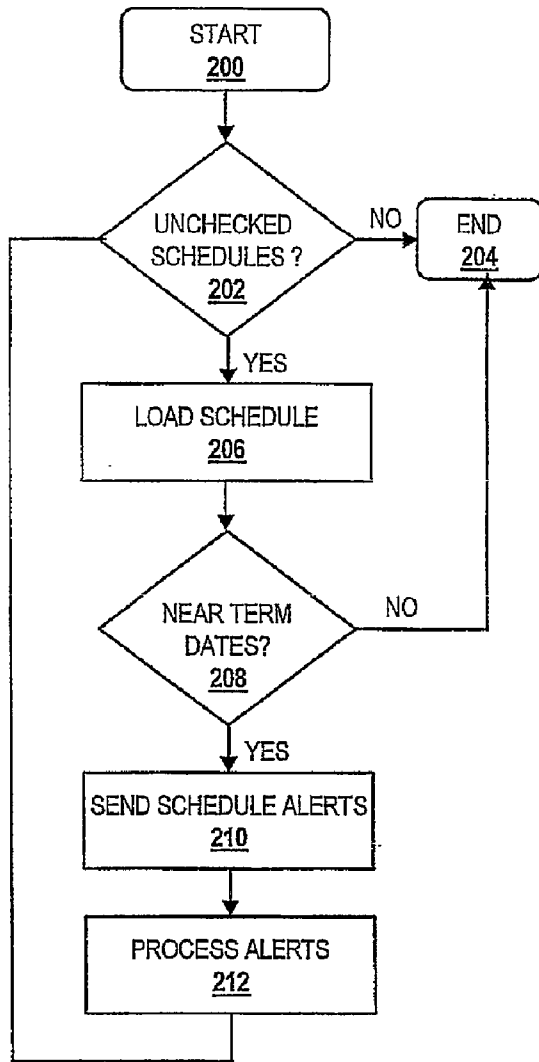 START
200
UNCHECKED
SCHEDULES ?
202
NO
END
204
YES
LOAD SCHEDULE
206
NEAR TERM
DATES?
208
NO
YES
SEND SCHEDULE ALERTS
210
PROCESS ALERTS
212